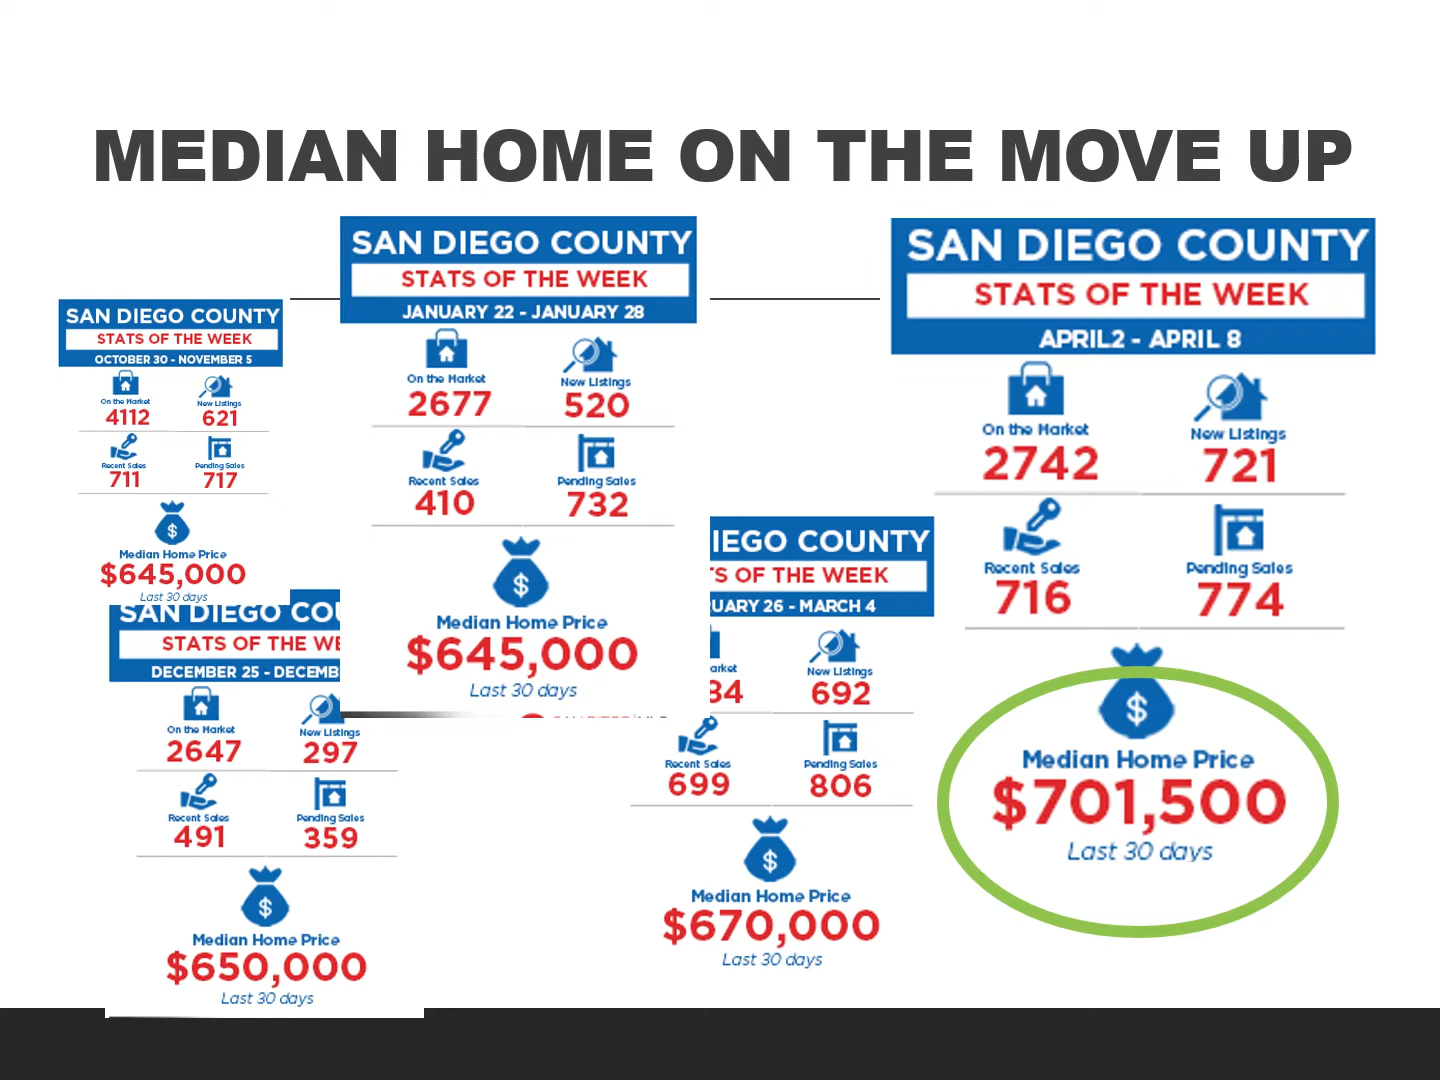 MEDIAN HOME ON THE MOVE UP
SAN DIEGO COUNTY
STATS OF THE WEEK
OCTOBER 30 - NOVEMBER 5
On the Market
4112
New Listings
621
Recent Sales
711
Pending Sales
717
$
Median Home Price
$645,000
Last 30 days
SAN DIEGO COU
STATS OF THE WE
DECEMBER 25 - DECEMB
On the Market
2647
New Listings
297
Recent Sales
491
Pending Sales
359
$
Median Home Price
$650,000
Last 30 days
SAN DIEGO COUNTY
STATS OF THE WEEK
JANUARY 22 - JANUARY 28
On the Market
2677
New Listings
520
Recent Sales
410
Pending Sales
732
$
Median Home Price
$645,000
Last 30 days
IEGO COUNTY
S OF THE WEEK
UARY 26 - MARCH 4
arket
34
New Listings
692
Recent Sales
699
Pending Sales
806
$
Median Home Price
$670,000
Last 30 days
SAN DIEGO COUNTY
STATS OF THE WEEK
APRIL2 - APRIL 8
On the Market
2742
New Listings
721
Recent Sales
716
Pending Sales
774
$
Median Home Price
$701,500
Last 30 days